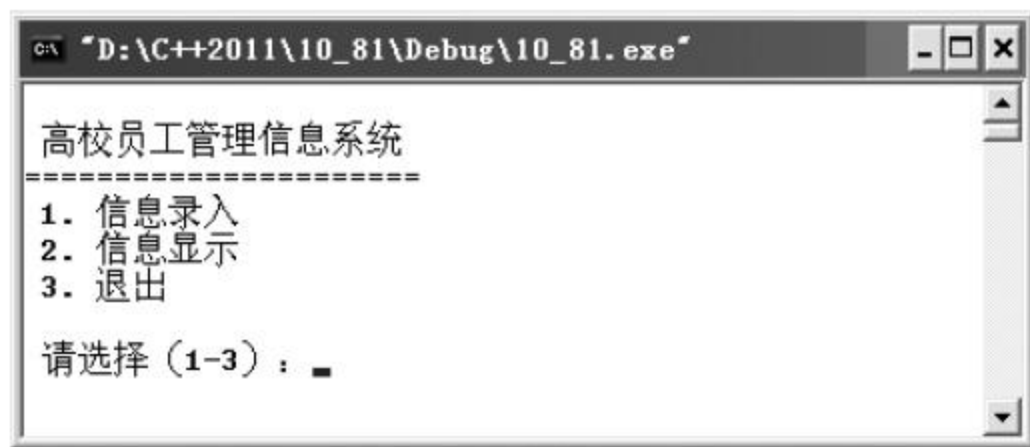 "D:\C++2011\10_81\Debug\10_81.exe"
高校员工管理信息系统
======================
1. 信息录入
2. 信息显示
3. 退出
请选择（1-3）：